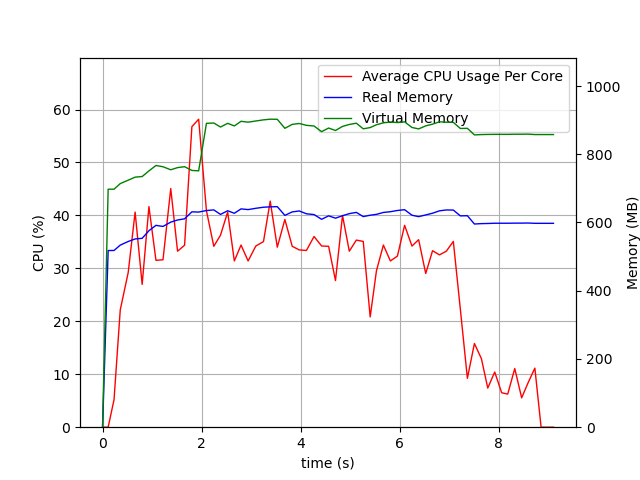 Average CPU Usage Per Core
Real Memory
Virtual Memory
CPU (%)
60
50
40
30
20
10
0
Memory (MB)
1000
800
600
400
200
0
0 2 4 6 8
time (s)